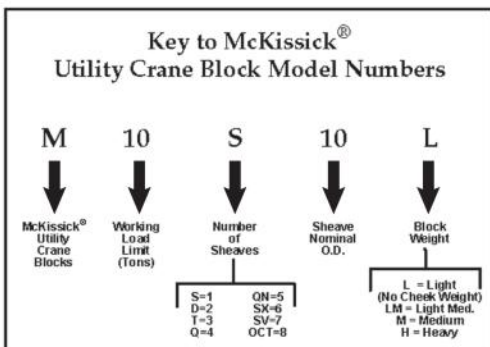 Key to McKissick®
Utility Crane Block Model Numbers
M 10 S 10 L
McKissick®
Utility
Crane
Blocks
Working
Load
Limit
(Tons)
Number
of
Sheaves
Sheave
Nominal
O.D.
Block
Weight
S=1 QN=5
D=2 SX=6
T=3 SV=7
Q=4 OCT=8
L = Light
(No Cheek Weight)
LM = Light Med.
M = Medium
H = Heavy